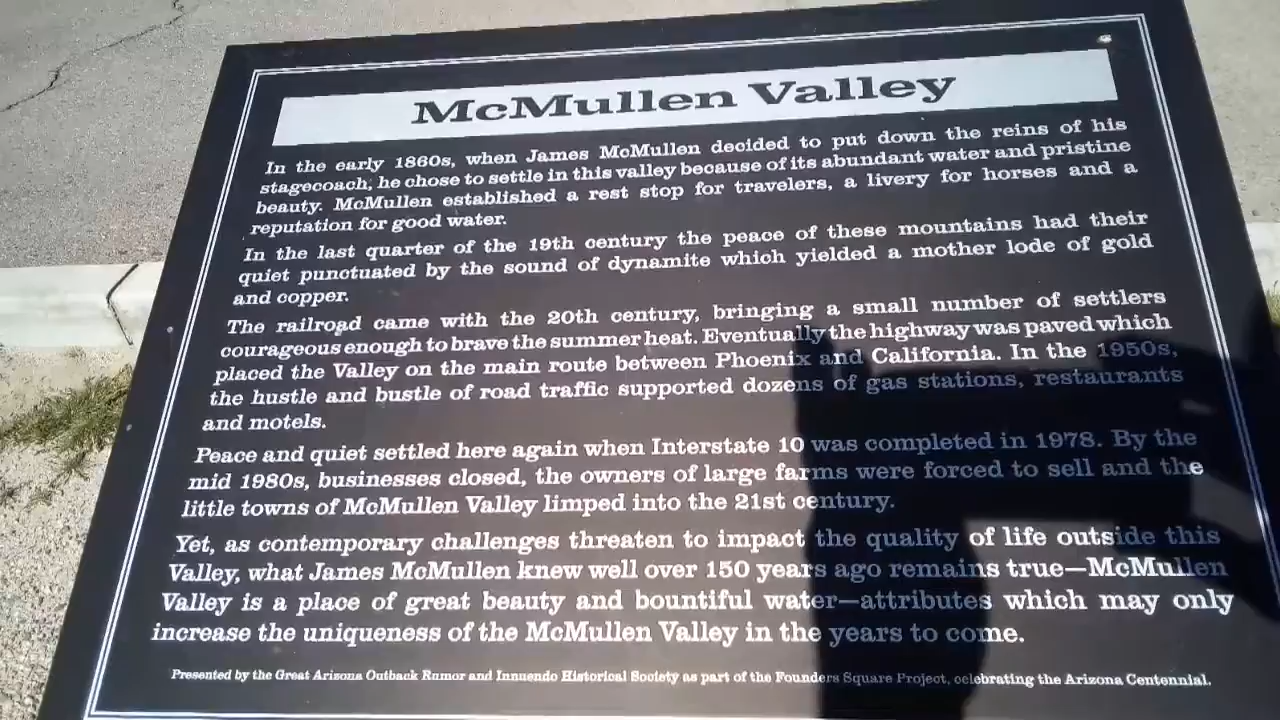 McMullen Valley
In the early 1860s, when James McMullen decided to put down the reins of his
stagecoach, he chose to settle in this valley because of its abundant water and pristine
beauty. McMullen established a rest stop for travelers, a livery for horses and a
reputation for good water.
In the last quarter of the 19th century the peace of these mountains had their
quiet punctuated by the sound of dynamite which yielded a mother lode of gold
and copper.
The railroad came with the 20th century, bringing a small number of settlers
courageous enough to brave the summer heat. Eventually the highway was paved which
placed the Valley on the main route between Phoenix and California. In the 1950s,
the hustle and bustle of road traffic supported dozens of gas stations, restaurants
and motels.
Peace and quiet settled here again when Interstate 10 was completed in 1978. By the
mid 1980s, businesses closed, the owners of large farms were forced to sell and the
little towns of McMullen Valley limped into the 21st century.
Yet, as contemporary challenges threaten to impact the quality of life outside this
Valley, what James McMullen knew well over 150 years ago remains true—McMullen
Valley is a place of great beauty and bountiful water—attributes which may only
increase the uniqueness of the McMullen Valley in the years to come.
Presented by the Great Arizona Outback Rumor and Innuendo Historical Society as part of the Founders Square Project, celebrating the Arizona Centennial.